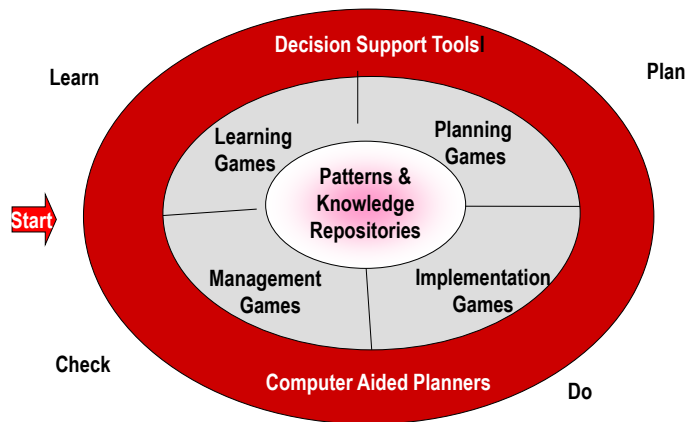 Decision Support Tools
Learn
Plan
Learning
Games
Planning
Games
Patterns &
Knowledge
Repositories
Start
Management
Games
Implementation
Games
Check
Computer Aided Planners
Do